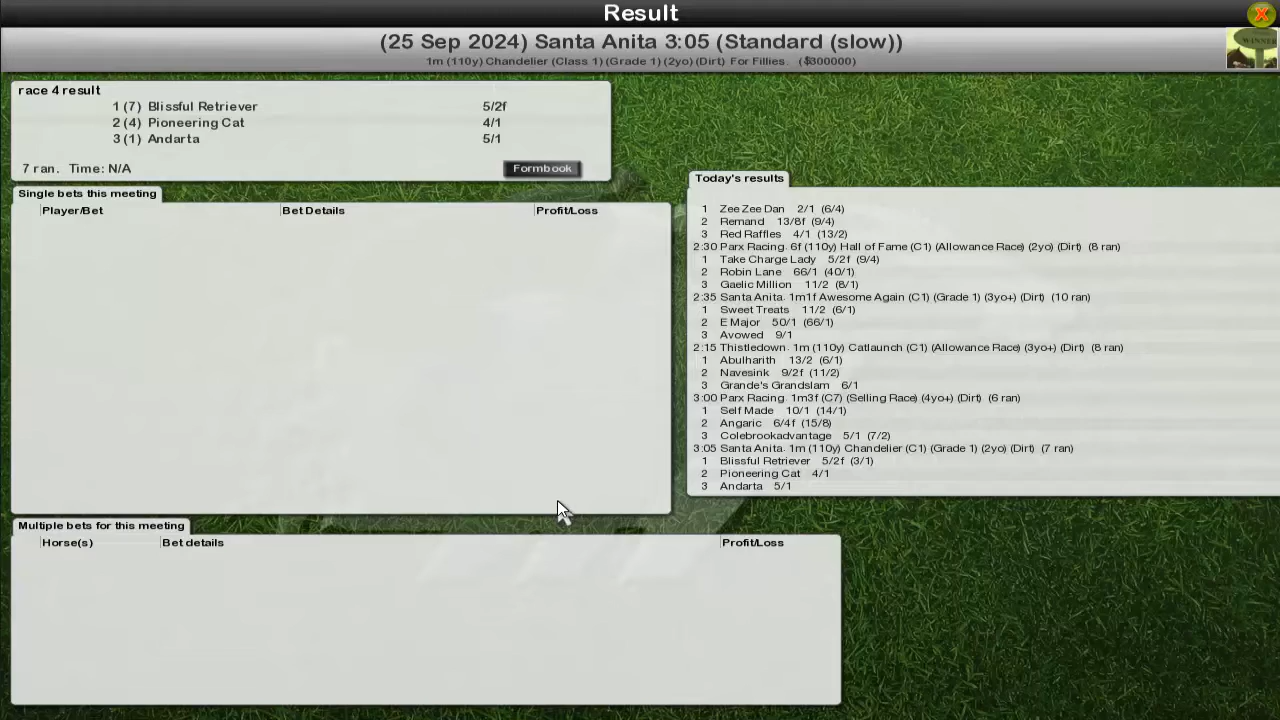 Result
(25 Sep 2024) Santa Anita 3:05 (Standard (slow))
1m (110y) Chandelier (Class 1) (Grade 1) (2yo) (Dirt) For Fillies. ($300000)
WINNER
race 4 result
1 (7) Blissful Retriever 5/2f
2 (4) Pioneering Cat 4/1
3 (1) Andarta 5/1
7 ran. Time: N/A
Formbook
Single bets this meeting
Player/Bet Bet Details Profit/Loss
Today's results
1 Zee Zee Dan 2/1 (6/4)
2 Remand 13/8f (9/4)
3 Red Raffles 4/1 (13/2)
2:30 Parx Racing. 6f (110y) Hall of Fame (C1) (Allowance Race) (2yo) (Dirt) (8 ran)
1 Take Charge Lady 5/2f (9/4)
2 Robin Lane 66/1 (40/1)
3 Gaelic Million 11/2 (8/1)
2:35 Santa Anita. 1m1f Awesome Again (C1) (Grade 1) (3yo+) (Dirt) (10 ran)
1 Sweet Treats 11/2 (6/1)
2 E Major 50/1 (66/1)
3 Avowed 9/1
2:15 Thistledown. 1m (110y) Catlaunch (C1) (Allowance Race) (3yo+) (Dirt) (8 ran)
1 Abulharith 13/2 (6/1)
2 Navesink 9/2f (11/2)
3 Grande's Grandslam 6/1
3:00 Parx Racing. 1m3f (C7) (Selling Race) (4yo+) (Dirt) (6 ran)
1 Self Made 10/1 (14/1)
2 Angaric 6/4f (15/8)
3 Colebrookadvantage 5/1 (7/2)
3:05 Santa Anita. 1m (110y) Chandelier (C1) (Grade 1) (2yo) (Dirt) (7 ran)
1 Blissful Retriever 5/2f (3/1)
2 Pioneering Cat 4/1
3 Andarta 5/1
Multiple bets for this meeting
Horse(s) Bet details Profit/Loss